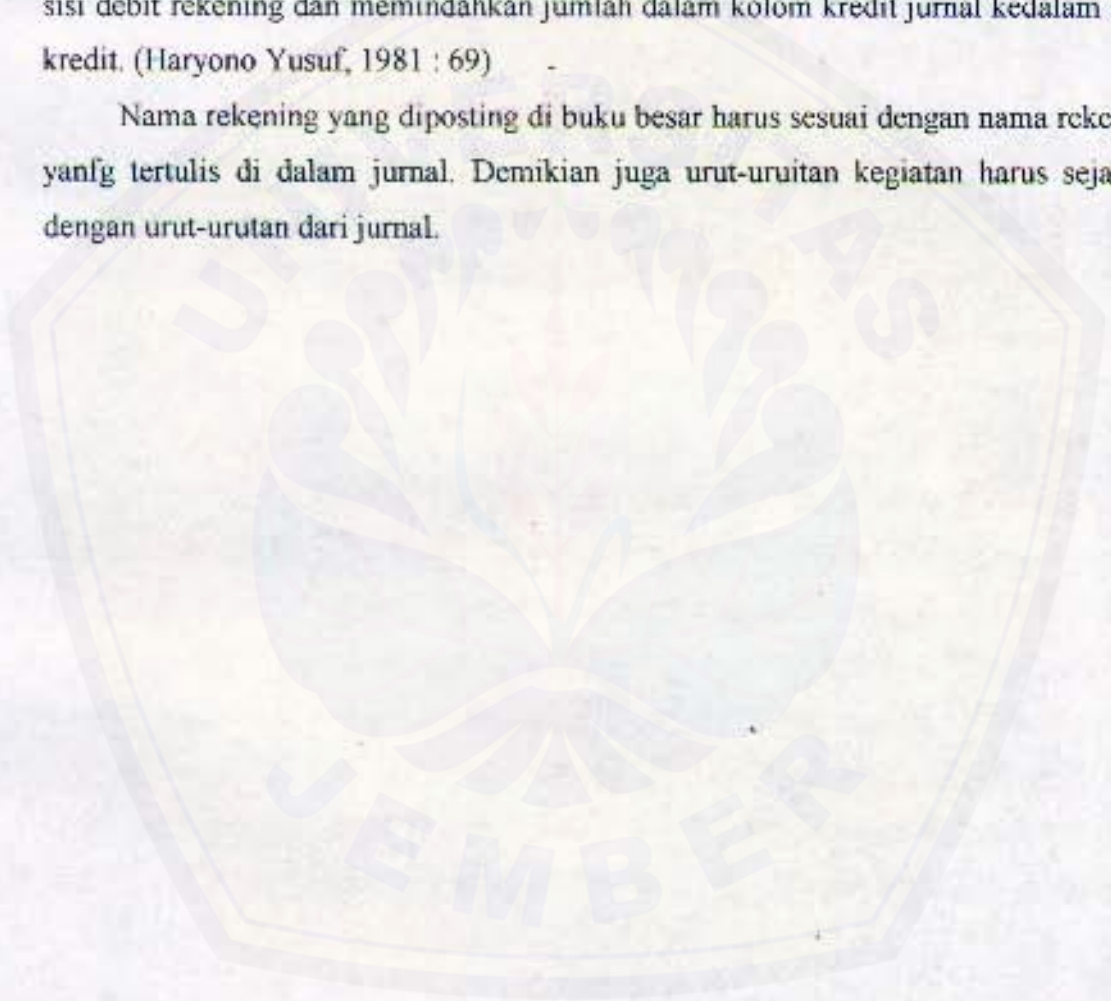 sisi debit rekening dan memindahkan jumlah dalam kolom kredit jurnal kedalam
kredit. (Haryono Yusuf, 1981 : 69)
Nama rekening yang diposting di buku besar harus sesuai dengan nama reke
yanfg tertulis di dalam jurnal. Demikian juga urut-uruitan kegiatan harus seja
dengan urut-urutan dari jurnal.
UNIVERSITAS
JEMBER